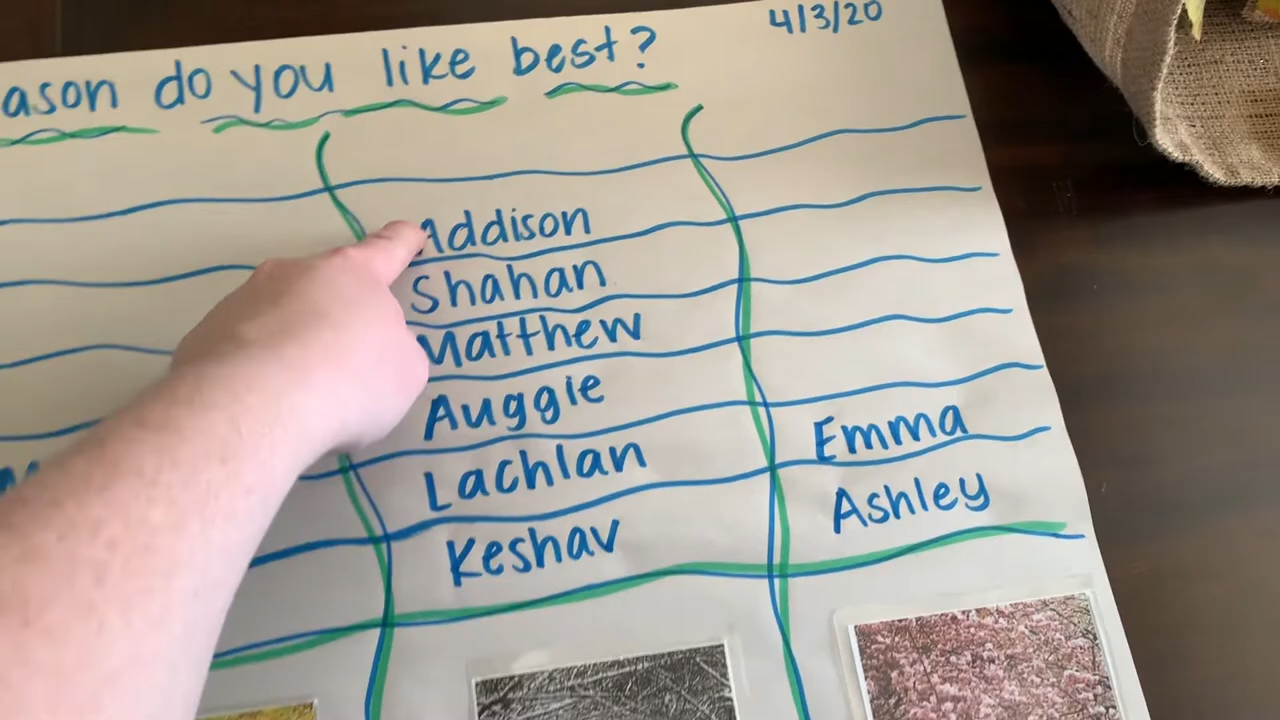 ason do you like best?
4/3/20
Addison
Shahan
Matthew
Auggie
Lachlan
Keshav
Emma
Ashley